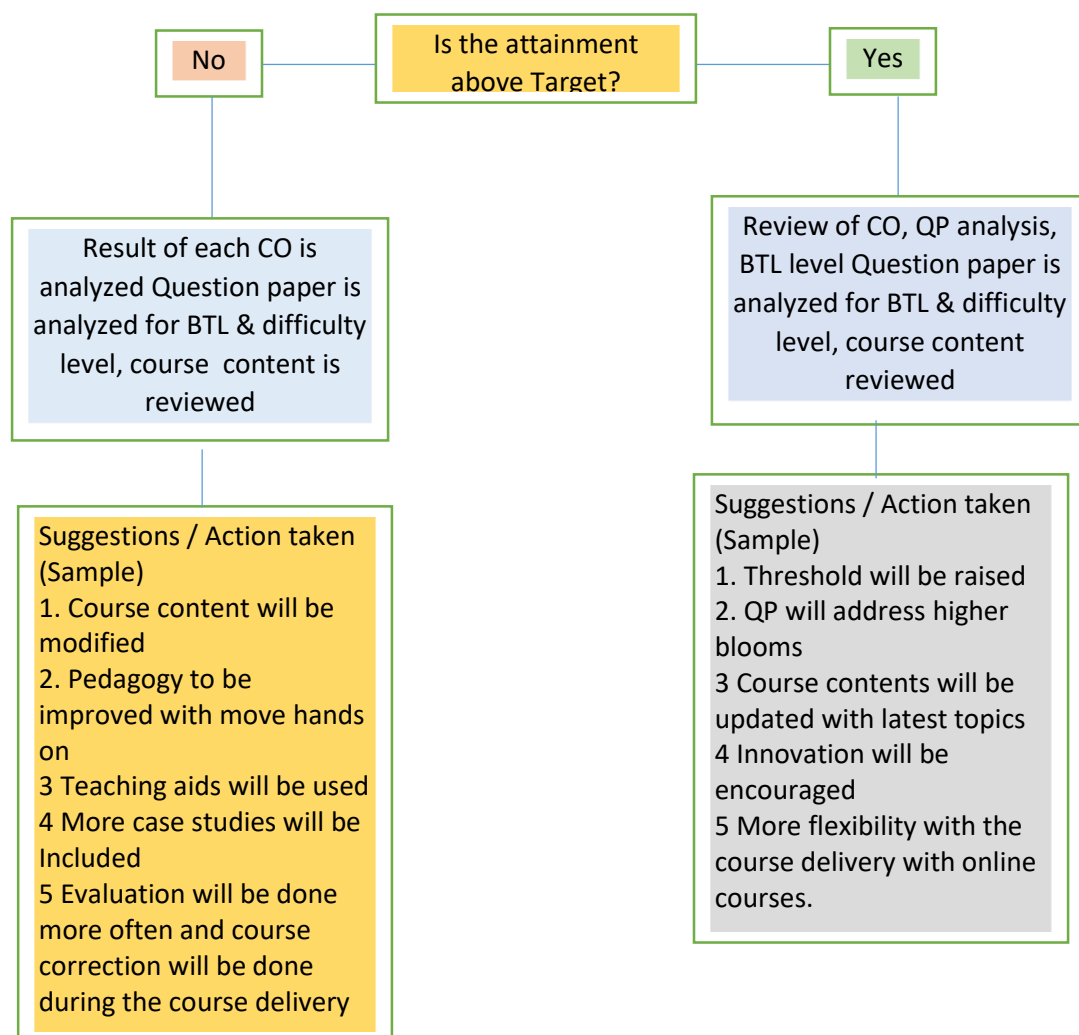 Is the attainment
above Target?
No
Yes
Result of each CO is
analyzed Question paper is
analyzed for BTL & difficulty
level, course content is
reviewed
Review of CO, QP analysis,
BTL level Question paper is
analyzed for BTL & difficulty
level, course content
reviewed
Suggestions / Action taken
(Sample)
1. Course content will be
modified
2. Pedagogy to be
improved with move hands
on
3 Teaching aids will be used
4 More case studies will be
Included
5 Evaluation will be done
more often and course
correction will be done
during the course delivery
Suggestions / Action taken
(Sample)
1. Threshold will be raised
2. QP will address higher
blooms
3 Course contents will be
updated with latest topics
4 Innovation will be
encouraged
5 More flexibility with the
course delivery with online
courses.